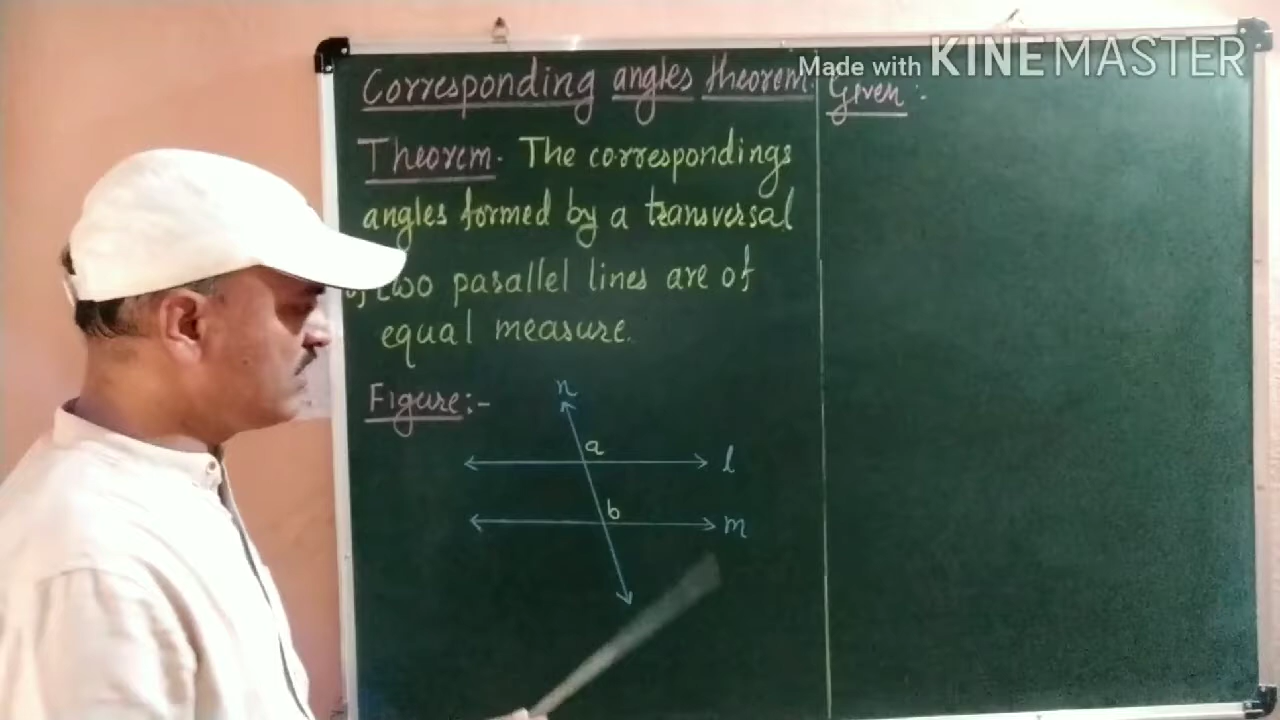 Corresponding angles theorem.
Theorem. The correspondings
angles formed by a transversal
of two parallel lines are of
equal measure.
Figure:-
n
a
l
b
m
Given:
Made with KINEMASTER